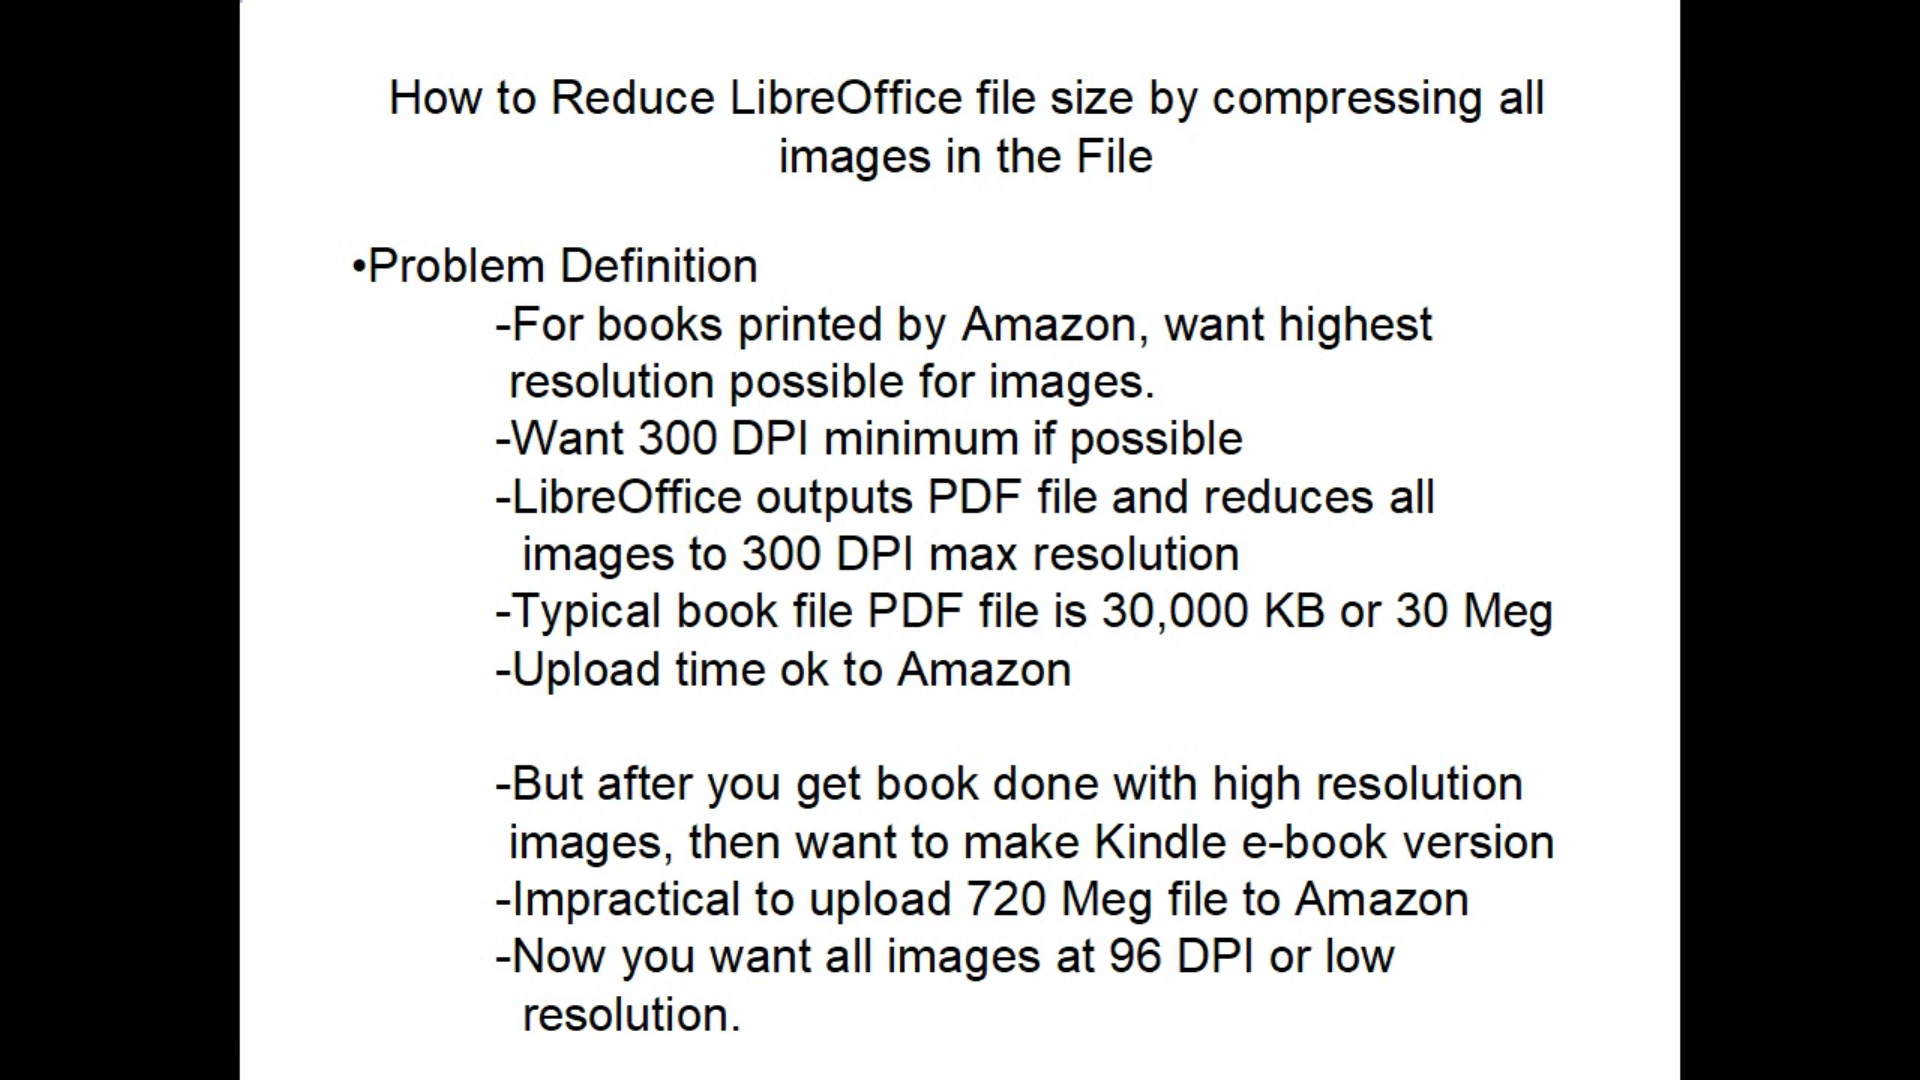 How to Reduce LibreOffice file size by compressing all
images in the File
•Problem Definition
-For books printed by Amazon, want highest
resolution possible for images.
-Want 300 DPI minimum if possible
-LibreOffice outputs PDF file and reduces all
images to 300 DPI max resolution
-Typical book file PDF file is 30,000 KB or 30 Meg
-Upload time ok to Amazon
-But after you get book done with high resolution
images, then want to make Kindle e-book version
-Impractical to upload 720 Meg file to Amazon
-Now you want all images at 96 DPI or low
resolution.